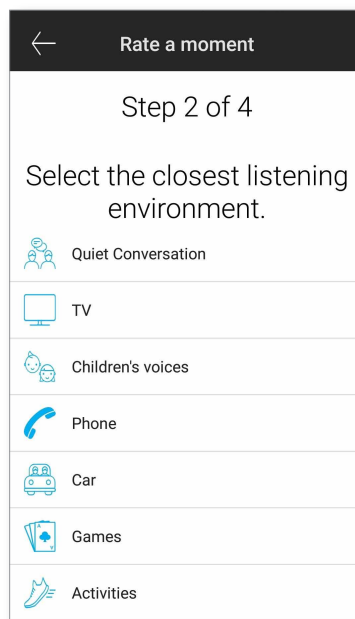 Rate a moment
Step 2 of 4
Select the closest listening
environment.
Quiet Conversation
TV
Children's voices
Phone
Car
Games
Activities